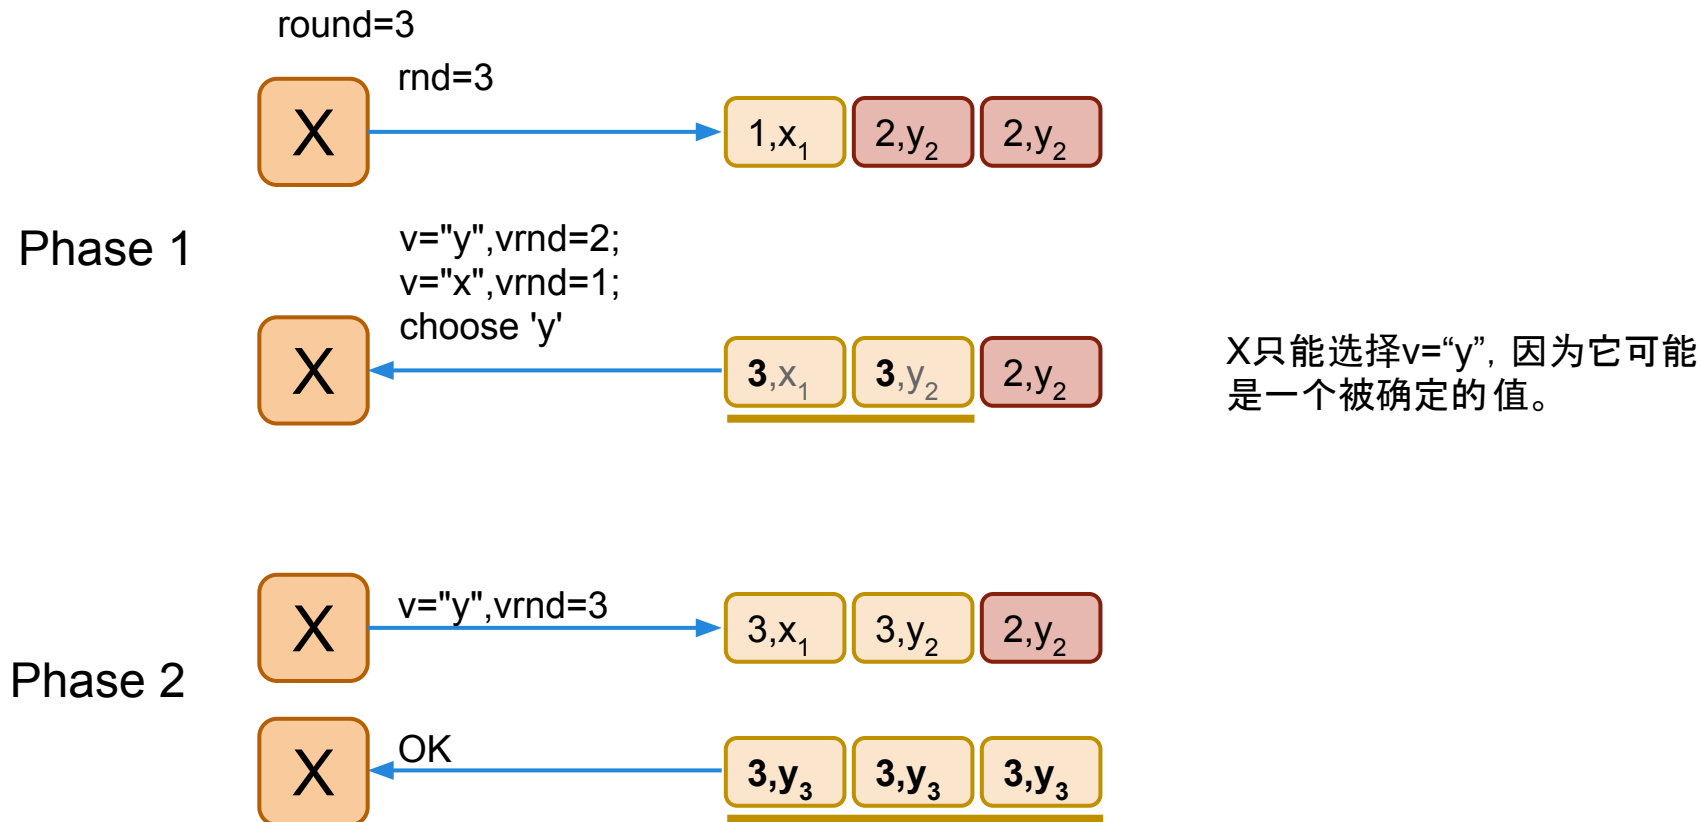 round=3
rnd=3
X
1,x₁ 2,y₂ 2,y₂
Phase 1
v="y",vrnd=2;
v="x",vrnd=1;
choose 'y'
X
3,x₁ 3,y₂ 2,y₂
X只能选择v=“y”, 因为它可能
是一个被确定的值。
Phase 2
X
v="y",vrnd=3
3,x₁ 3,y₂ 2,y₂
X
OK
3,y₃ 3,y₃ 3,y₃